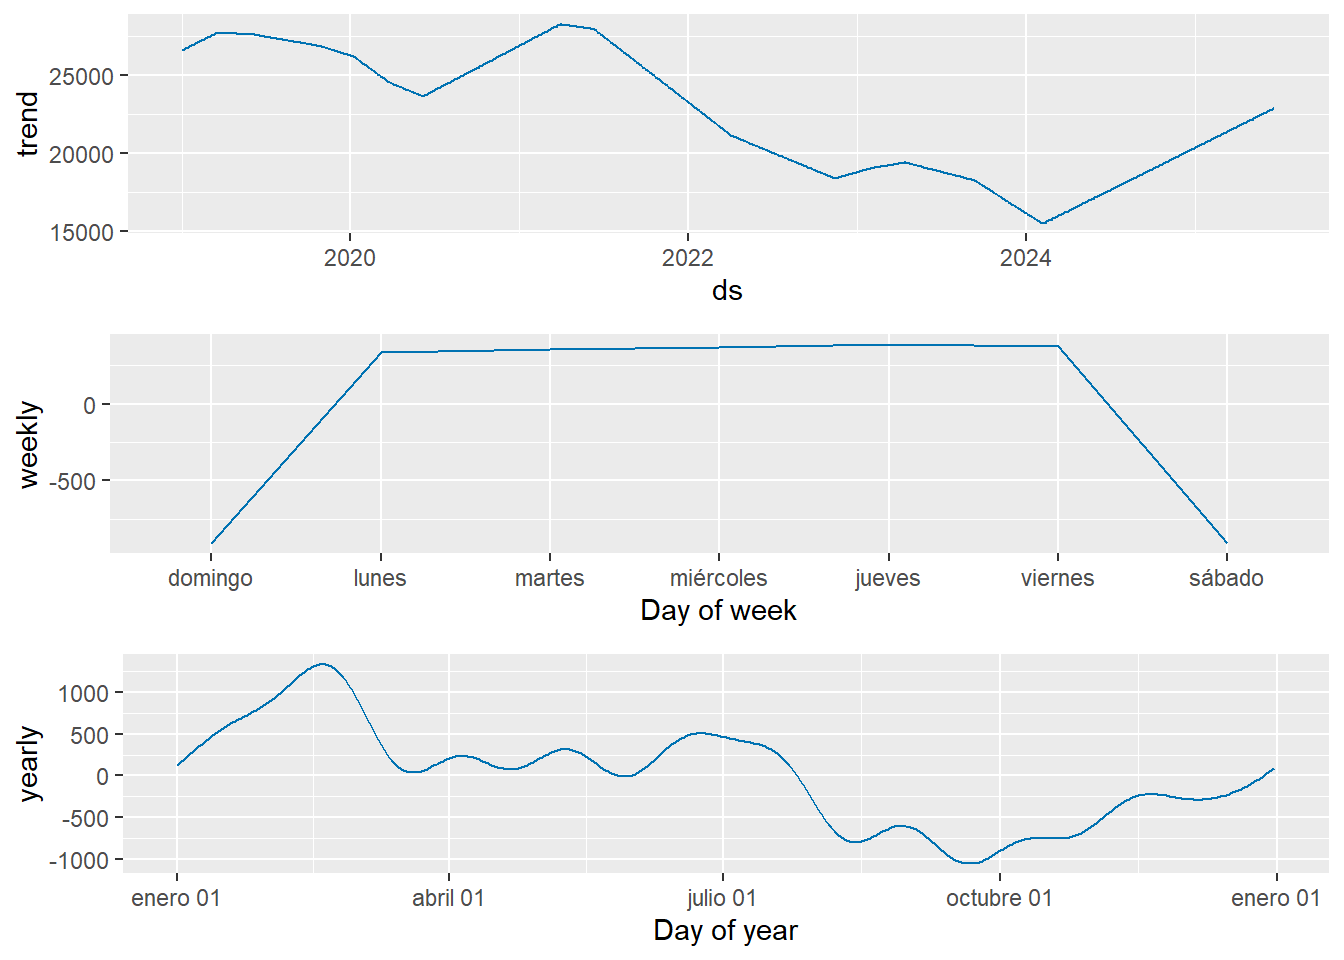 trend
25000
20000
15000
2020 2022 2024
ds
weekly
0
-500
domingo lunes martes miércoles jueves viernes sábado
Day of week
yearly
1000
500
0
-500
-1000
enero 01 abril 01 julio 01 octubre 01 enero 01
Day of year